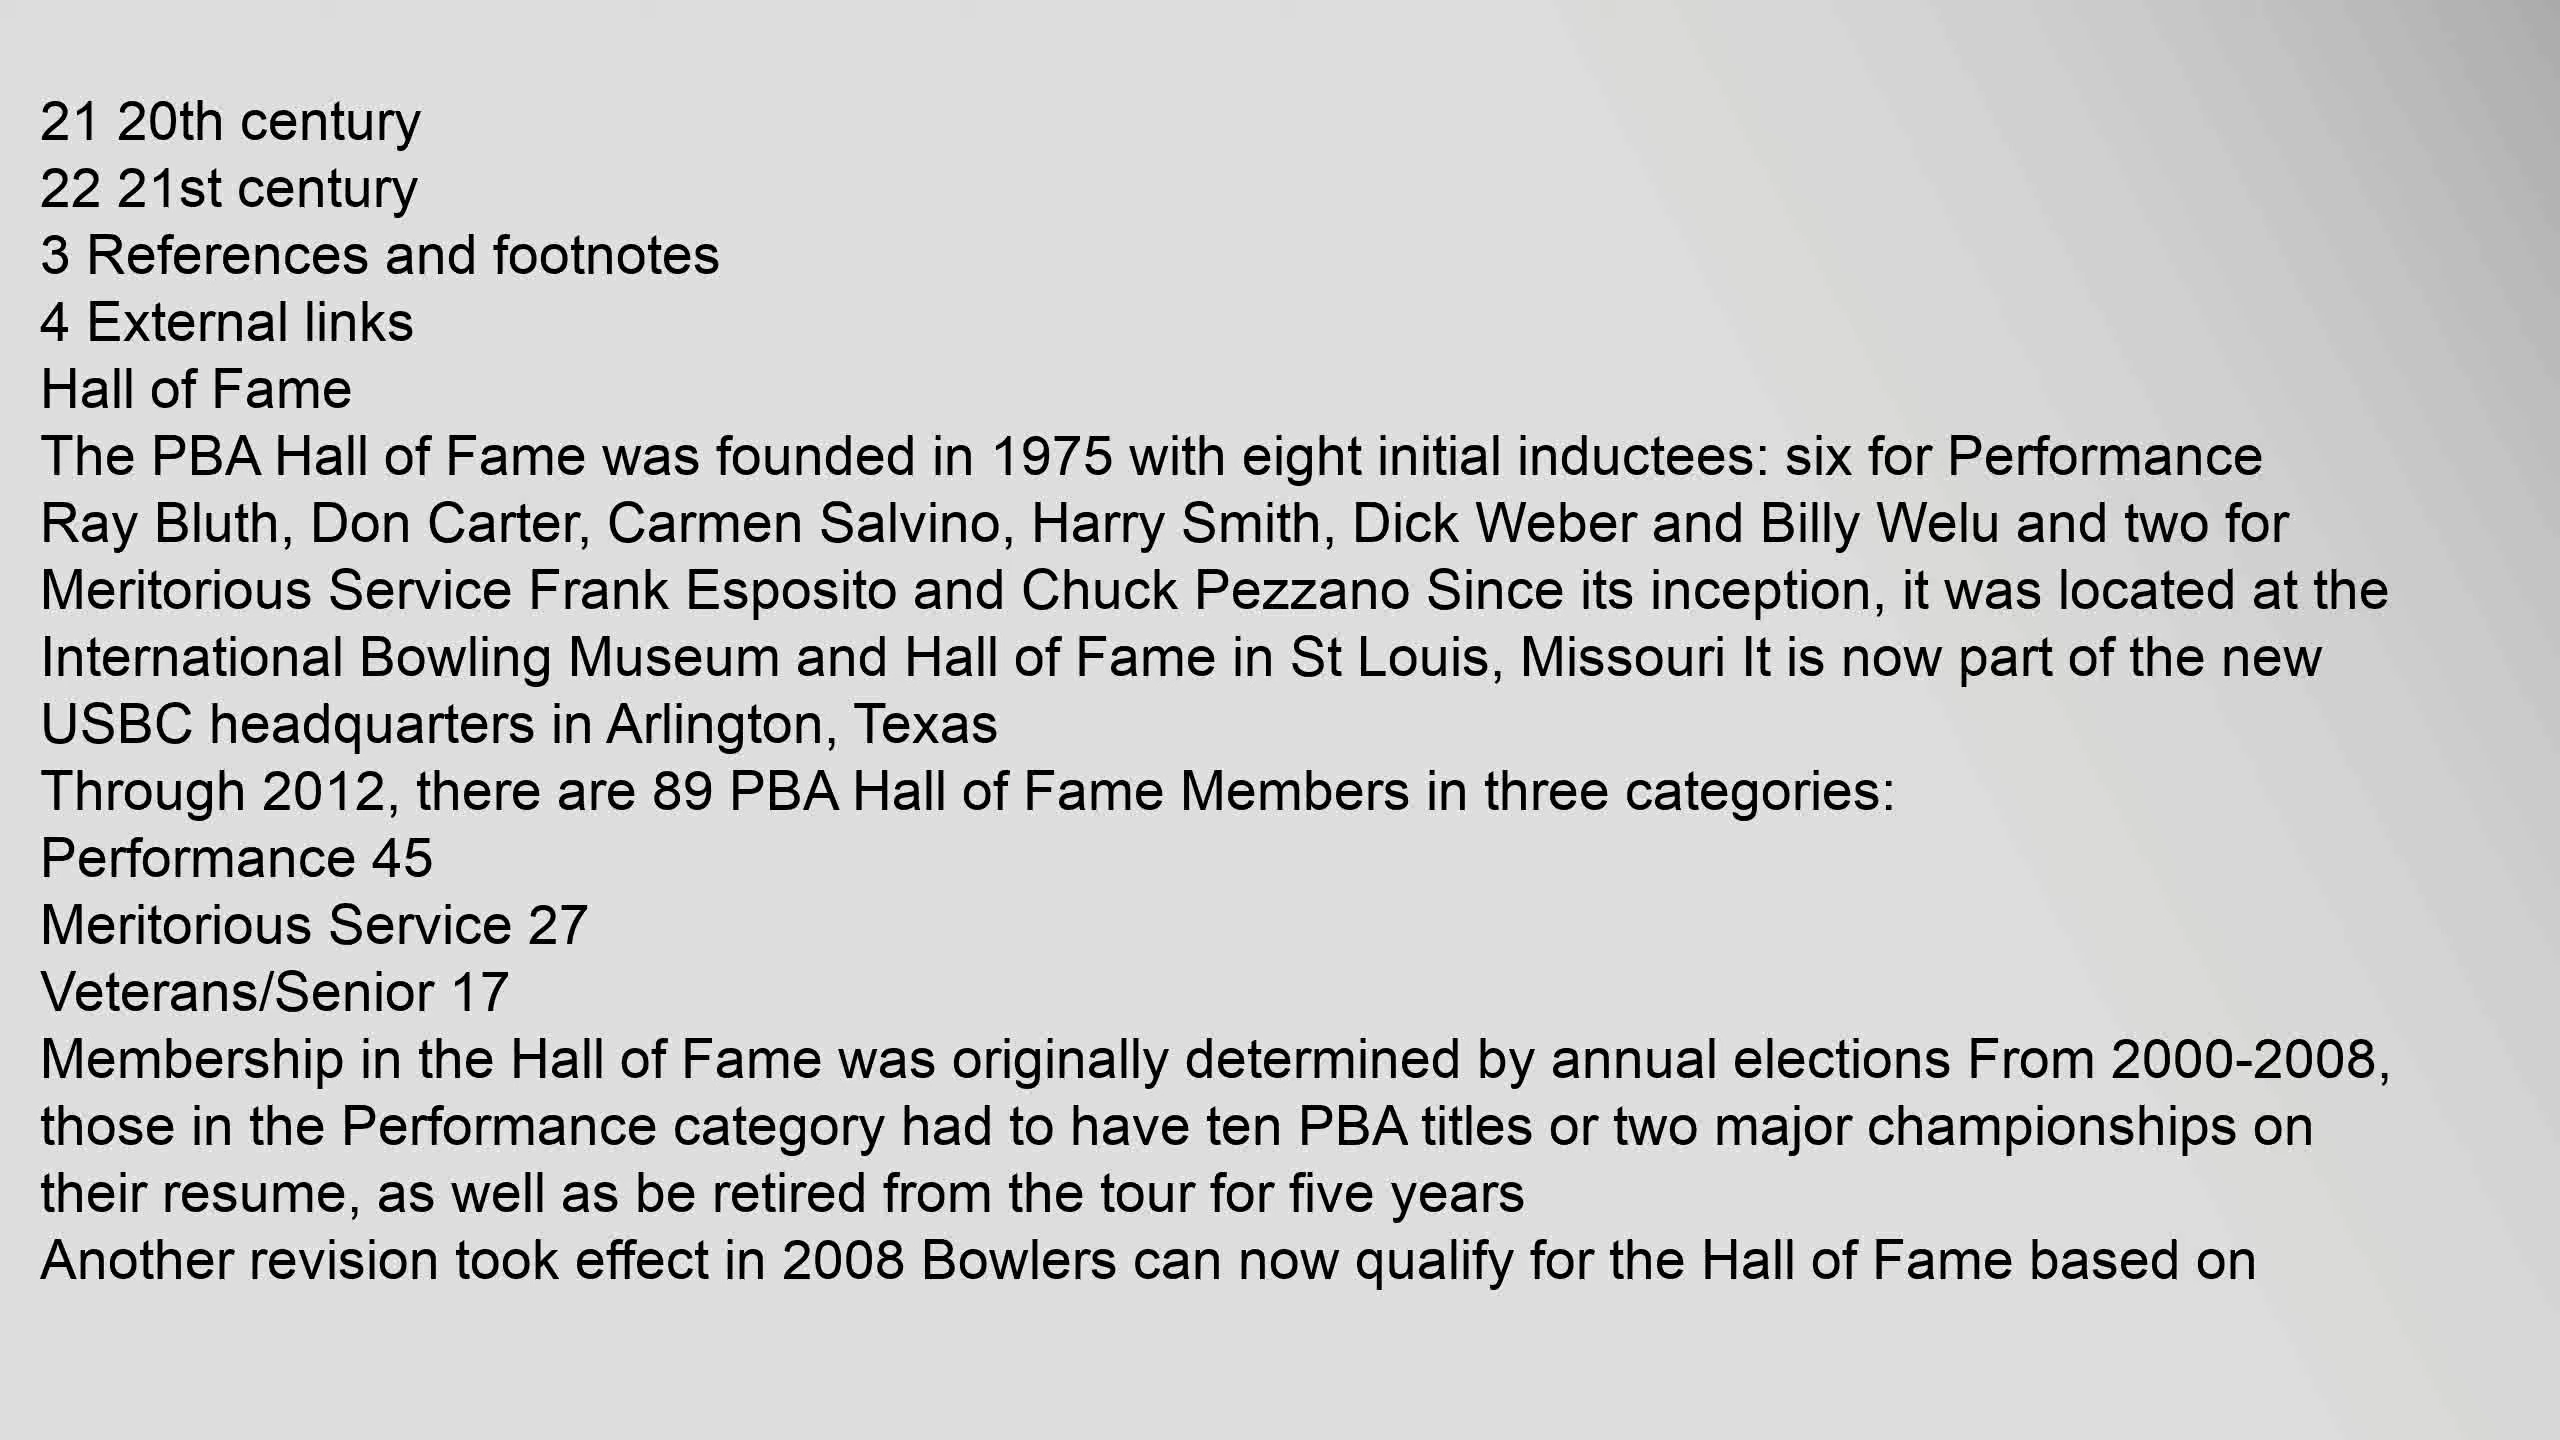 21 20th century
22 21st century
3 References and footnotes
4 External links
Hall of Fame
The PBA Hall of Fame was founded in 1975 with eight initial inductees: six for Performance
Ray Bluth, Don Carter, Carmen Salvino, Harry Smith, Dick Weber and Billy Welu and two for
Meritorious Service Frank Esposito and Chuck Pezzano Since its inception, it was located at the
International Bowling Museum and Hall of Fame in St Louis, Missouri It is now part of the new
USBC headquarters in Arlington, Texas
Through 2012, there are 89 PBA Hall of Fame Members in three categories:
Performance 45
Meritorious Service 27
Veterans/Senior 17
Membership in the Hall of Fame was originally determined by annual elections From 2000-2008,
those in the Performance category had to have ten PBA titles or two major championships on
their resume, as well as be retired from the tour for five years
Another revision took effect in 2008 Bowlers can now qualify for the Hall of Fame based on